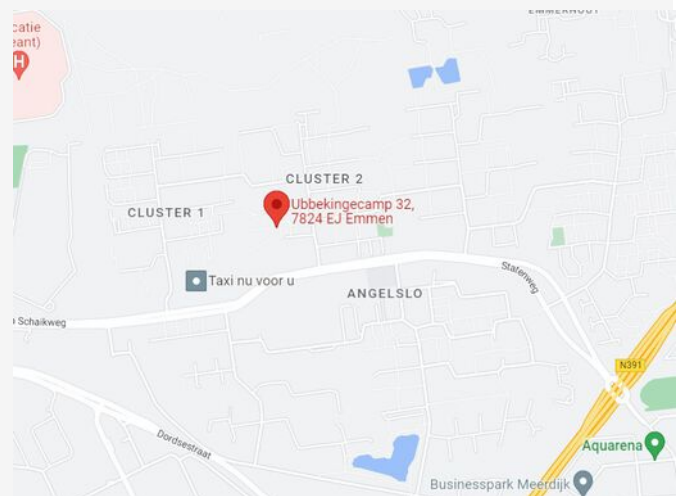 EMMERHOUT
catie
eant)
H
CLUSTER 2
Ubbekingecamp 32,
7824 EJ Emmen
CLUSTER 1
Taxi nu voor u
ANGELSLO
Statenweg
Schaikweg
N391
Dordsestraat
Aquarena
Businesspark Meerdijk